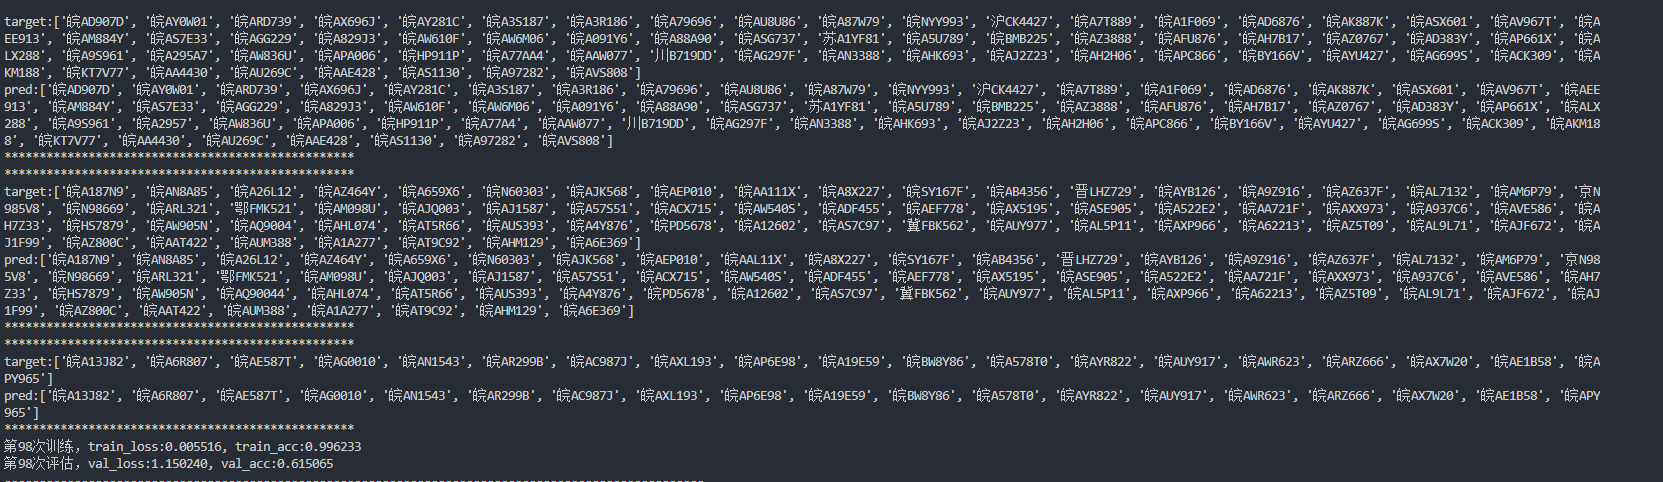 target:['皖AD907D', '皖AY0W01', '皖ARD739', '皖AX696J', '皖AY281C', '皖A3S187', '皖A3R186', '皖A79696', '皖AU8U86', '皖A87W79', '皖NYY993', '沪CK4427', '皖A7T889', '皖A1F069', '皖AD6876', '皖AK887K', '皖ASX601', '皖AV967T', '皖A
EE913', '皖AM884Y', '皖AS7E33', '皖AGG229', '皖A829J3', '皖AW610F', '皖AW6M06', '皖A091Y6', '皖A88A90', '皖ASG737', '苏A1YF81', '皖A5U789', '皖BMB225', '皖AZ3888', '皖AFU876', '皖AH7B17', '皖AZ0767', '皖AD383Y', '皖AP661X', '皖A
LX288', '皖A9S961', '皖A295A7', '皖AW836U', '皖APA006', '皖HP911P', '皖A77AA4', '皖AAW077', '川B719DD', '皖AG297F', '皖AN3388', '皖AHK693', '皖AJ2Z23', '皖AH2H06', '皖APC866', '皖BY166V', '皖AYU427', '皖AG699S', '皖ACK309', '皖A
KM188', '皖KT7V77', '皖AA4430', '皖AU269C', '皖AAE428', '皖AS1130', '皖A97282', '皖AVS808']
pred:['皖AD907D', '皖AY0W01', '皖ARD739', '皖AX696J', '皖AY281C', '皖A3S187', '皖A3R186', '皖A79696', '皖AU8U86', '皖A87W79', '皖NYY993', '沪CK4427', '皖A7T889', '皖A1F069', '皖AD6876', '皖AK887K', '皖ASX601', '皖AV967T', '皖AEE
913', '皖AM884Y', '皖AS7E33', '皖AGG229', '皖A829J3', '皖AW610F', '皖AW6M06', '皖A091Y6', '皖A88A90', '皖ASG737', '苏A1YF81', '皖A5U789', '皖BMB225', '皖AZ3888', '皖AFU876', '皖AH7B17', '皖AZ0767', '皖AD383Y', '皖AP661X', '皖ALX
288', '皖A9S961', '皖A2957', '皖AW836U', '皖APA006', '皖HP911P', '皖A77A4', '皖AAW077', '川B719DD', '皖AG297F', '皖AN3388', '皖AHK693', '皖AJ2Z23', '皖AH2H06', '皖APC866', '皖BY166V', '皖AYU427', '皖AG699S', '皖ACK309', '皖AKM18
8', '皖KT7V77', '皖AA4430', '皖AU269C', '皖AAE428', '皖AS1130', '皖A97282', '皖AVS808']
**************************************************
**************************************************
target:['皖A187N9', '皖AN8A85', '皖A26L12', '皖AZ464Y', '皖A659X6', '皖N60303', '皖AJK568', '皖AEP010', '皖AA111X', '皖A8X227', '皖SY167F', '皖AB4356', '晋LHZ729', '皖AYB126', '皖A9Z916', '皖AZ637F', '皖AL7132', '皖AM6P79', '京N
985V8', '皖N98669', '皖ARL321', '鄂FMK521', '皖AM098U', '皖AJQ003', '皖AJ1587', '皖A57S51', '皖ACX715', '皖AW540S', '皖ADF455', '皖AEF778', '皖AX5195', '皖ASE905', '皖A522E2', '皖AA721F', '皖AXX973', '皖A937C6', '皖AVE586', '皖A
H7Z33', '皖HS7879', '皖AW905N', '皖AQ9004', '皖AHL074', '皖AT5R66', '皖AUS393', '皖A4Y876', '皖PD5678', '皖A12602', '皖AS7C97', '冀FBK562', '皖AUY977', '皖AL5P11', '皖AXP966', '皖A62213', '皖AZ5T09', '皖AL9L71', '皖AJF672', '皖A
J1F99', '皖AZ800C', '皖AAT422', '皖AUM388', '皖A1A277', '皖AT9C92', '皖AHM129', '皖A6E369']
pred:['皖A187N9', '皖AN8A85', '皖A26L12', '皖AZ464Y', '皖A659X6', '皖N60303', '皖AJK568', '皖AEP010', '皖AAL11X', '皖A8X227', '皖SY167F', '皖AB4356', '晋LHZ729', '皖AYB126', '皖A9Z916', '皖AZ637F', '皖AL7132', '皖AM6P79', '京N98
5V8', '皖N98669', '皖ARL321', '鄂FMK521', '皖AM098U', '皖AJQ003', '皖AJ1587', '皖A57S51', '皖ACX715', '皖AW540S', '皖ADF455', '皖AEF778', '皖AX5195', '皖ASE905', '皖A522E2', '皖AA721F', '皖AXX973', '皖A937C6', '皖AVE586', '皖AH7
Z33', '皖HS7879', '皖AW905N', '皖AQ90044', '皖AHL074', '皖AT5R66', '皖AUS393', '皖A4Y876', '皖PD5678', '皖A12602', '皖AS7C97', '冀FBK562', '皖AUY977', '皖AL5P11', '皖AXP966', '皖A62213', '皖AZ5T09', '皖AL9L71', '皖AJF672', '皖AJ
1F99', '皖AZ800C', '皖AAT422', '皖AUM388', '皖A1A277', '皖AT9C92', '皖AHM129', '皖A6E369']
**************************************************
**************************************************
target:['皖A13J82', '皖A6R807', '皖AE587T', '皖AG0010', '皖AN1543', '皖AR299B', '皖AC987J', '皖AXL193', '皖AP6E98', '皖A19E59', '皖BW8Y86', '皖A578T0', '皖AYR822', '皖AUY917', '皖AWR623', '皖ARZ666', '皖AX7W20', '皖AE1B58', '皖A
PY965']
pred:['皖A13J82', '皖A6R807', '皖AE587T', '皖AG0010', '皖AN1543', '皖AR299B', '皖AC987J', '皖AXL193', '皖AP6E98', '皖A19E59', '皖BW8Y86', '皖A578T0', '皖AYR822', '皖AUY917', '皖AWR623', '皖ARZ666', '皖AX7W20', '皖AE1B58', '皖APY
965']
**************************************************
第98次训练, train_loss:0.005516, train_acc:0.996233
第98次评估, val_loss:1.150240, val_acc:0.615065